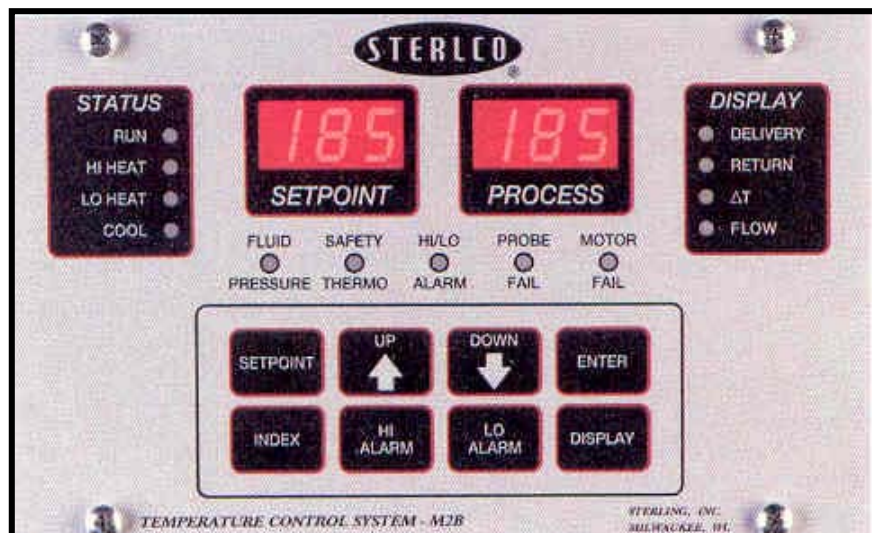 STERLCO
®
STATUS
RUN
HI HEAT
LO HEAT
COOL
185
SETPOINT
185
PROCESS
DISPLAY
DELIVERY
RETURN
ΔT
FLOW
FLUID PRESSURE
SAFETY THERMO
HI/LO ALARM
PROBE FAIL
MOTOR FAIL
SETPOINT
UP
DOWN
ENTER
INDEX
HI ALARM
LO ALARM
DISPLAY
TEMPERATURE CONTROL SYSTEM - M2B
STERLING, INC.
MILWAUKEE, WI.